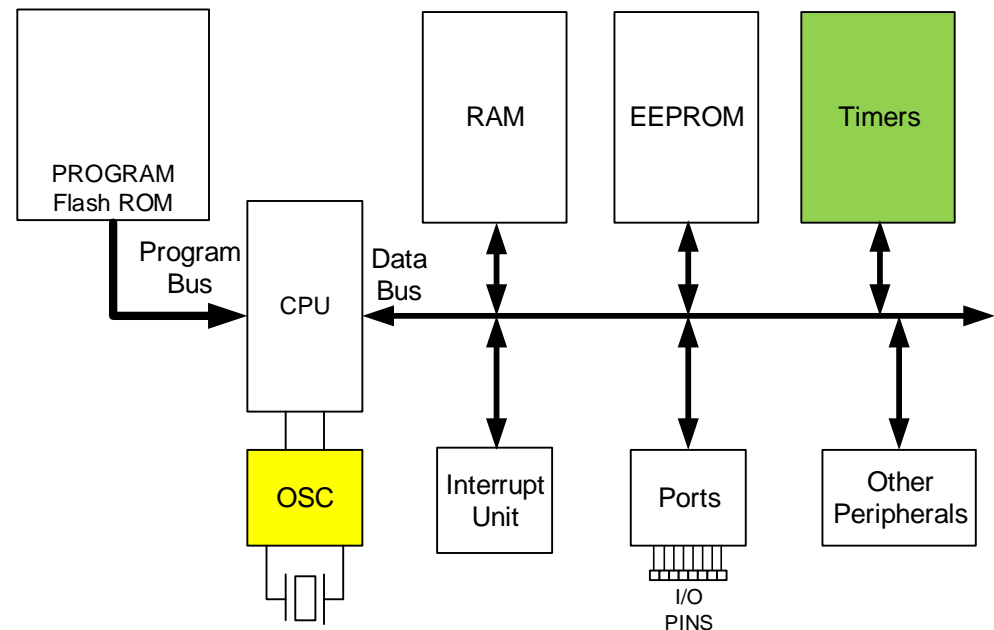 PROGRAM
Flash ROM
RAM
EEPROM
Timers
Program
Bus
CPU
Data
Bus
OSC
Interrupt
Unit
Ports
Other
Peripherals
I/O
PINS